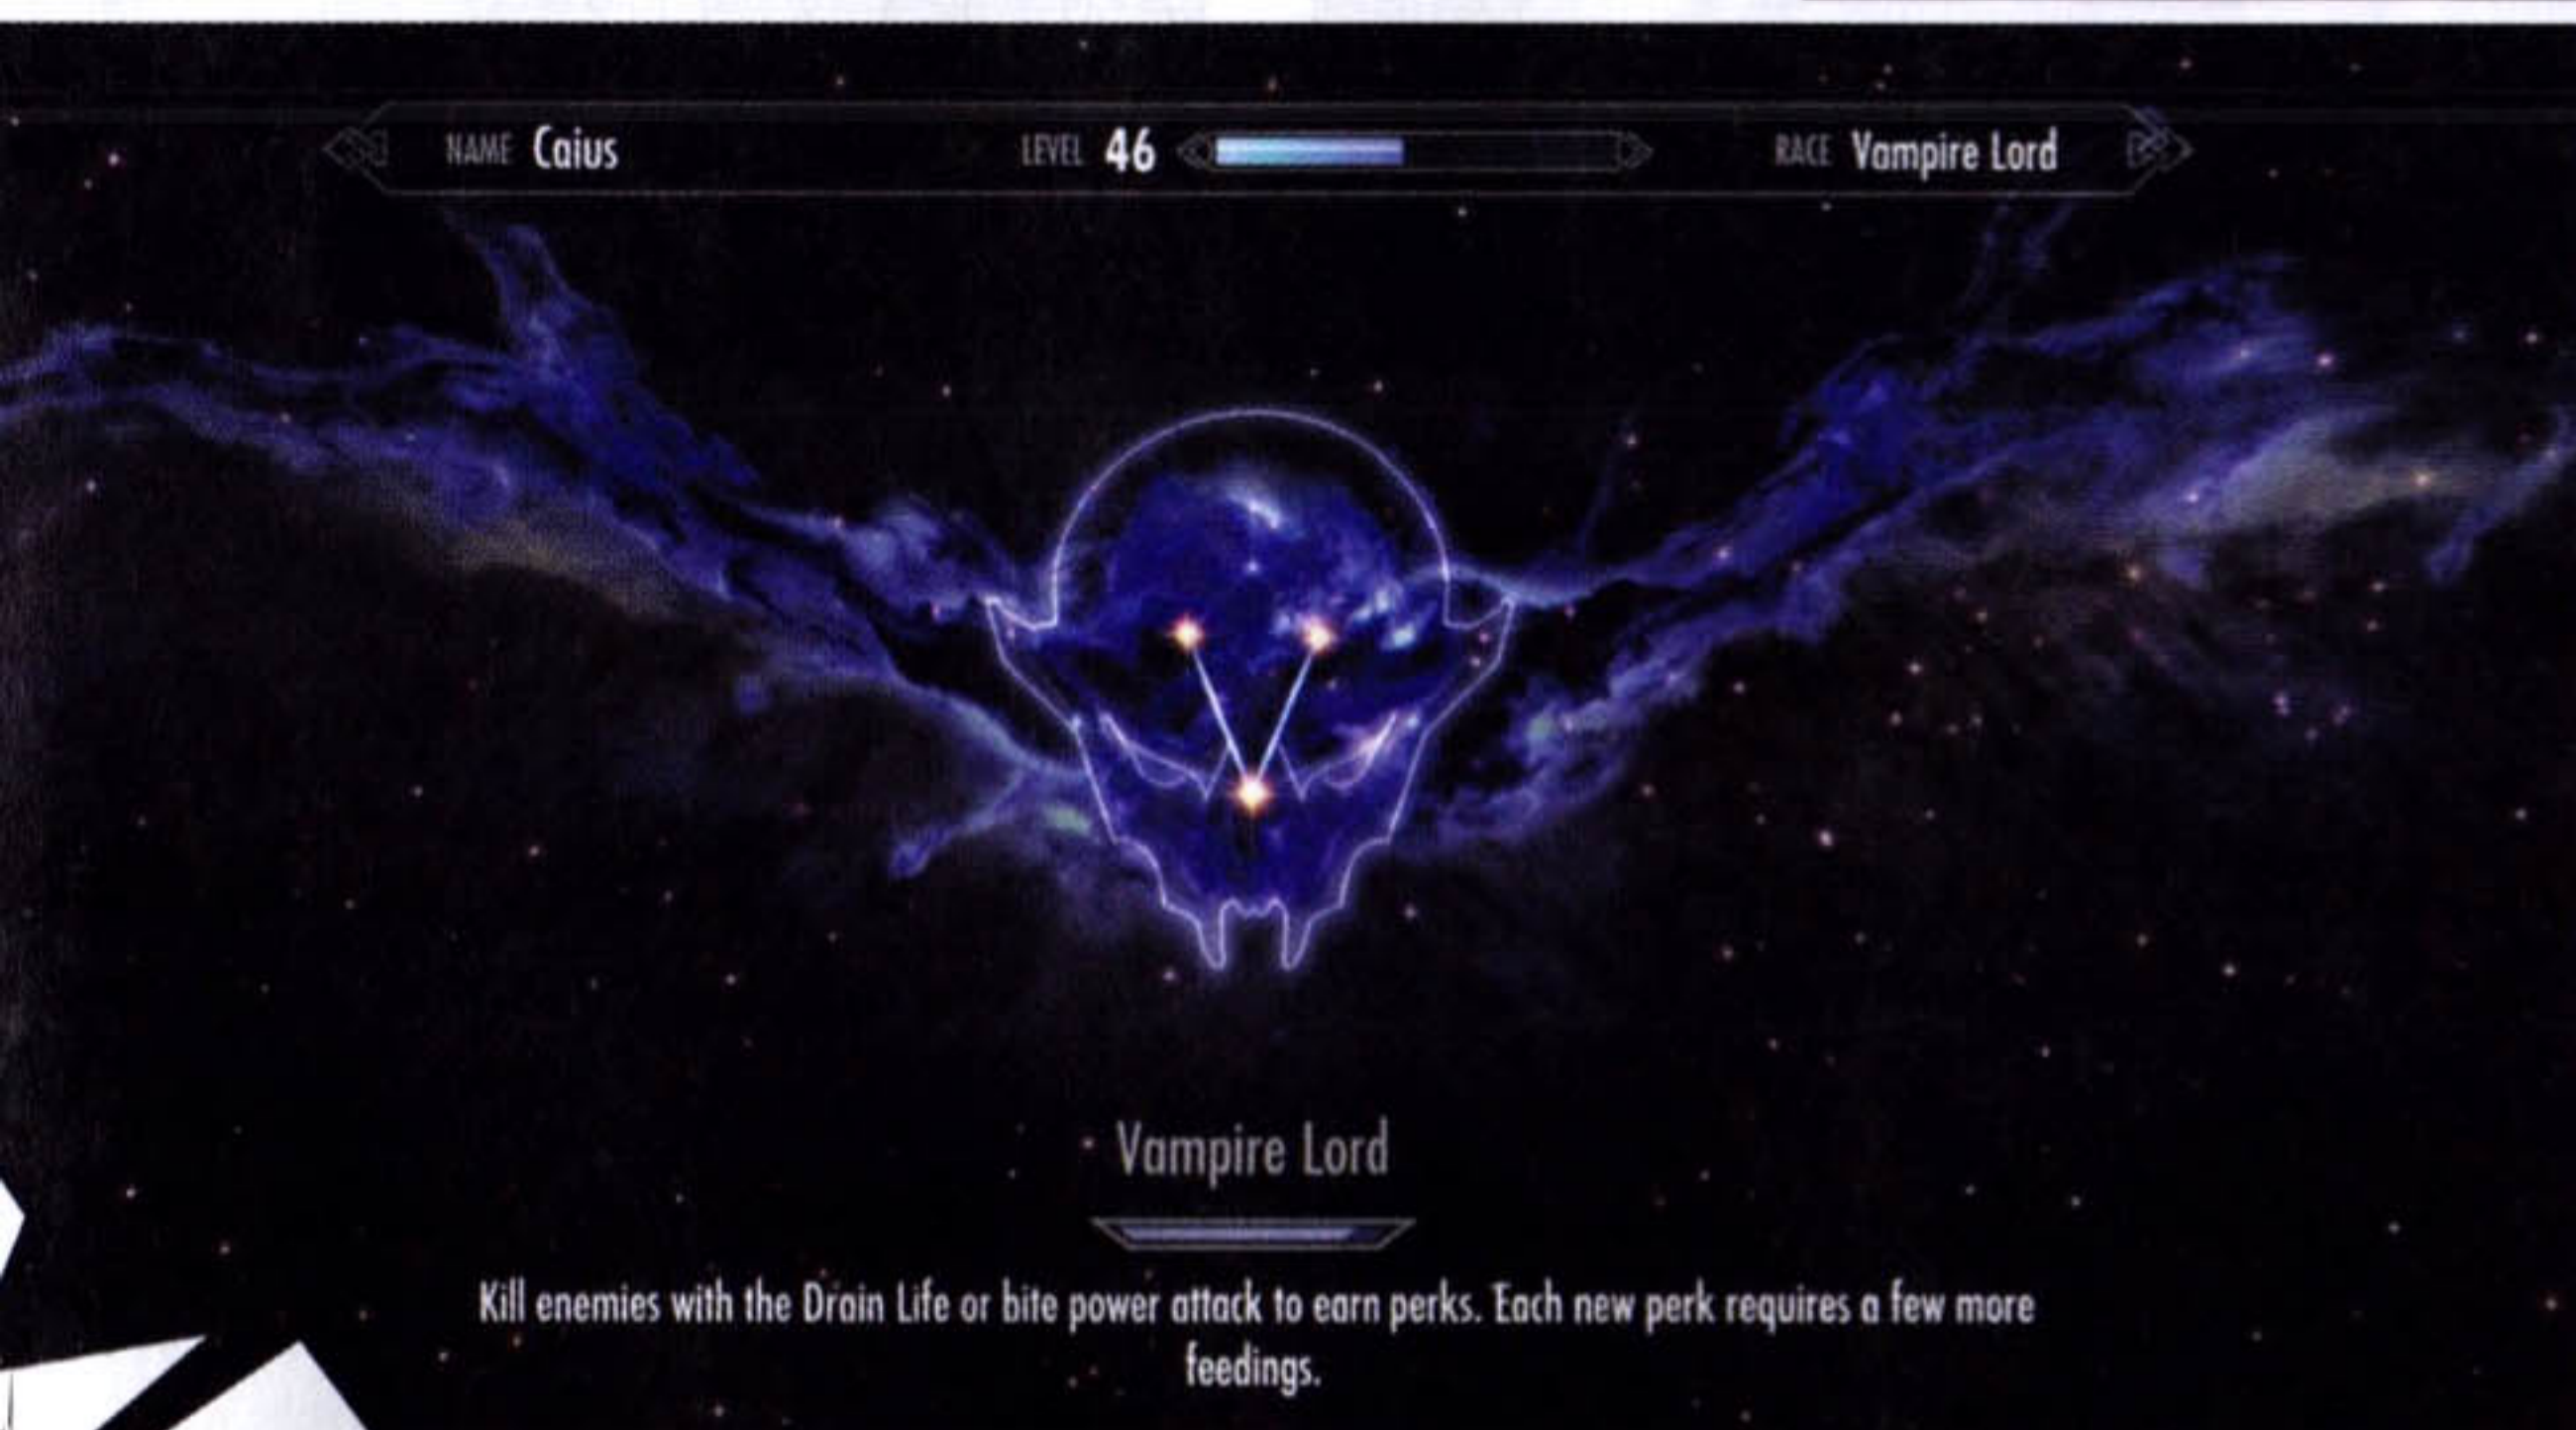 NAME Caius LEVEL 46 RACE Vampire Lord
Vampire Lord
Kill enemies with the Drain Life or bite power attack to earn perks. Each new perk requires a few more
feedings.